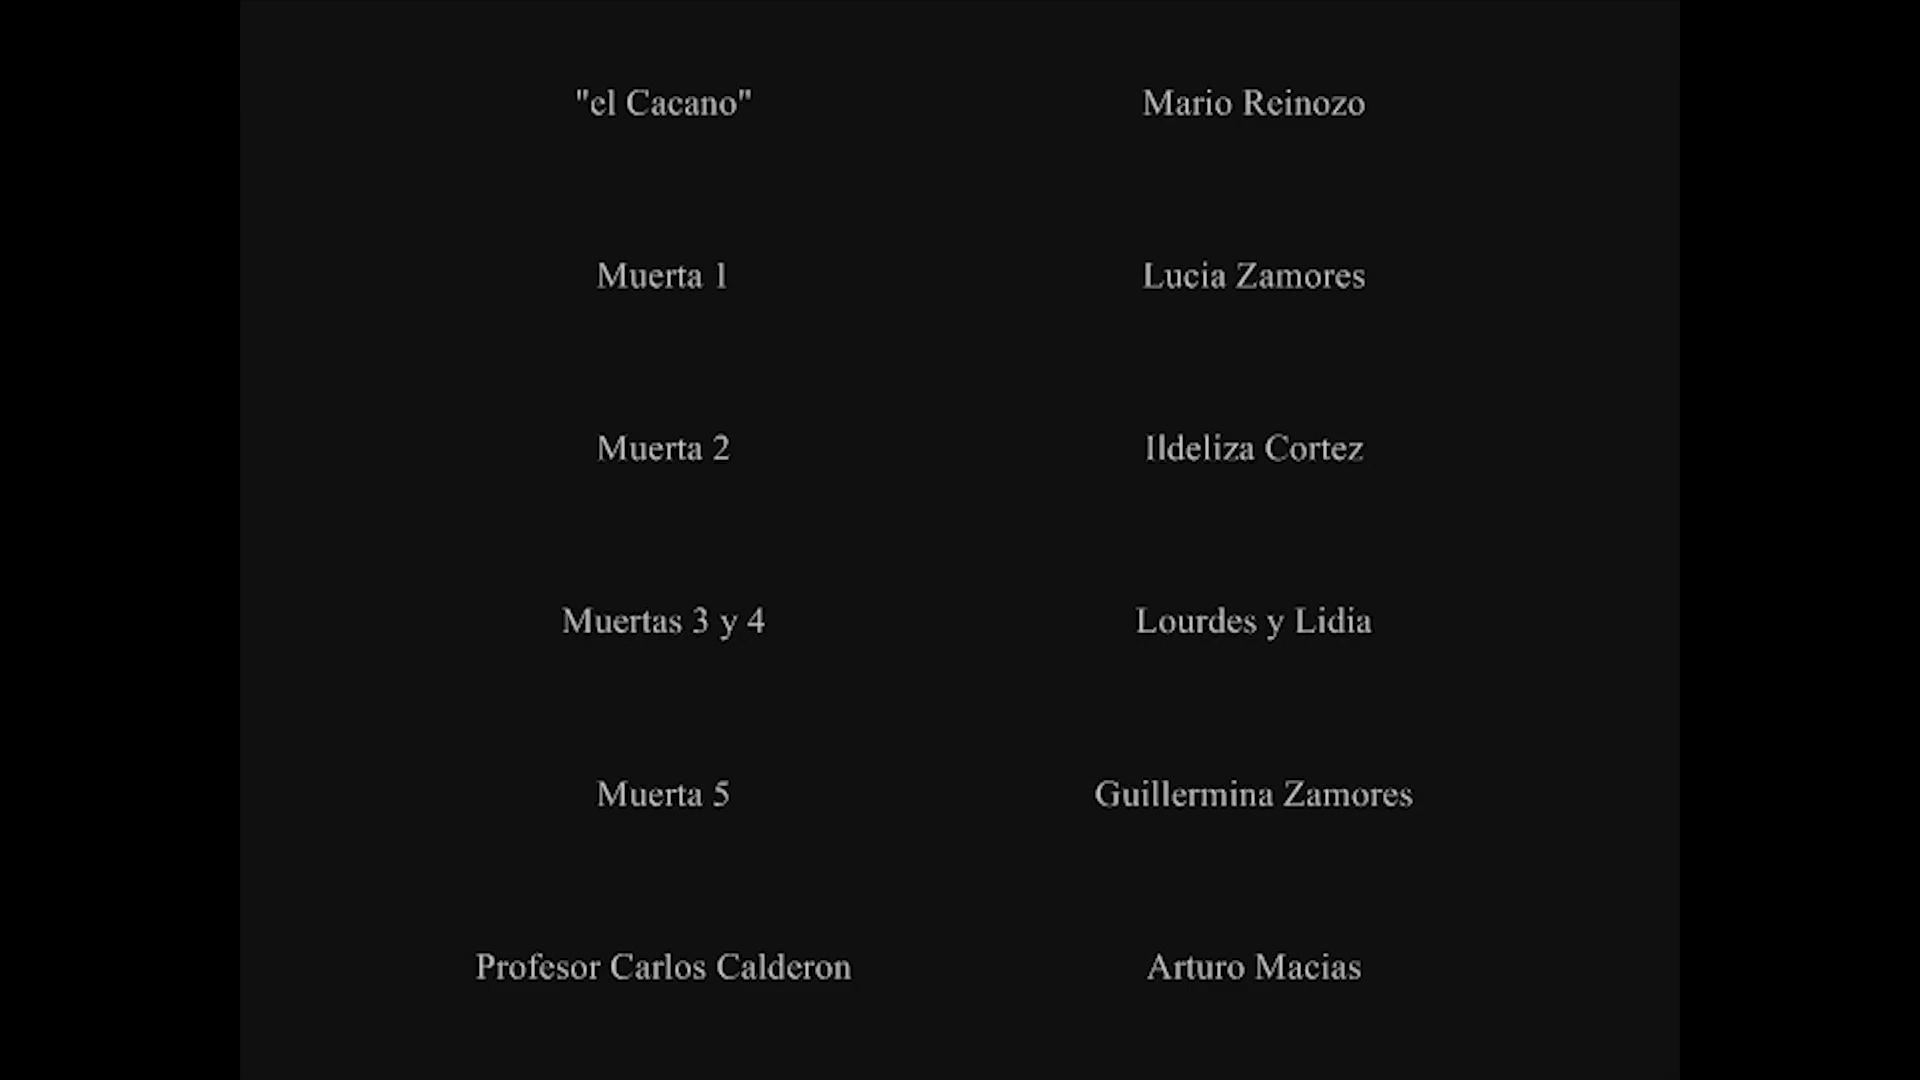 "el Cacano" Mario Reinozo
Muerta 1 Lucia Zamores
Muerta 2 Ildeliza Cortez
Muertas 3 y 4 Lourdes y Lidia
Muerta 5 Guillermina Zamores
Profesor Carlos Calderon Arturo Macias